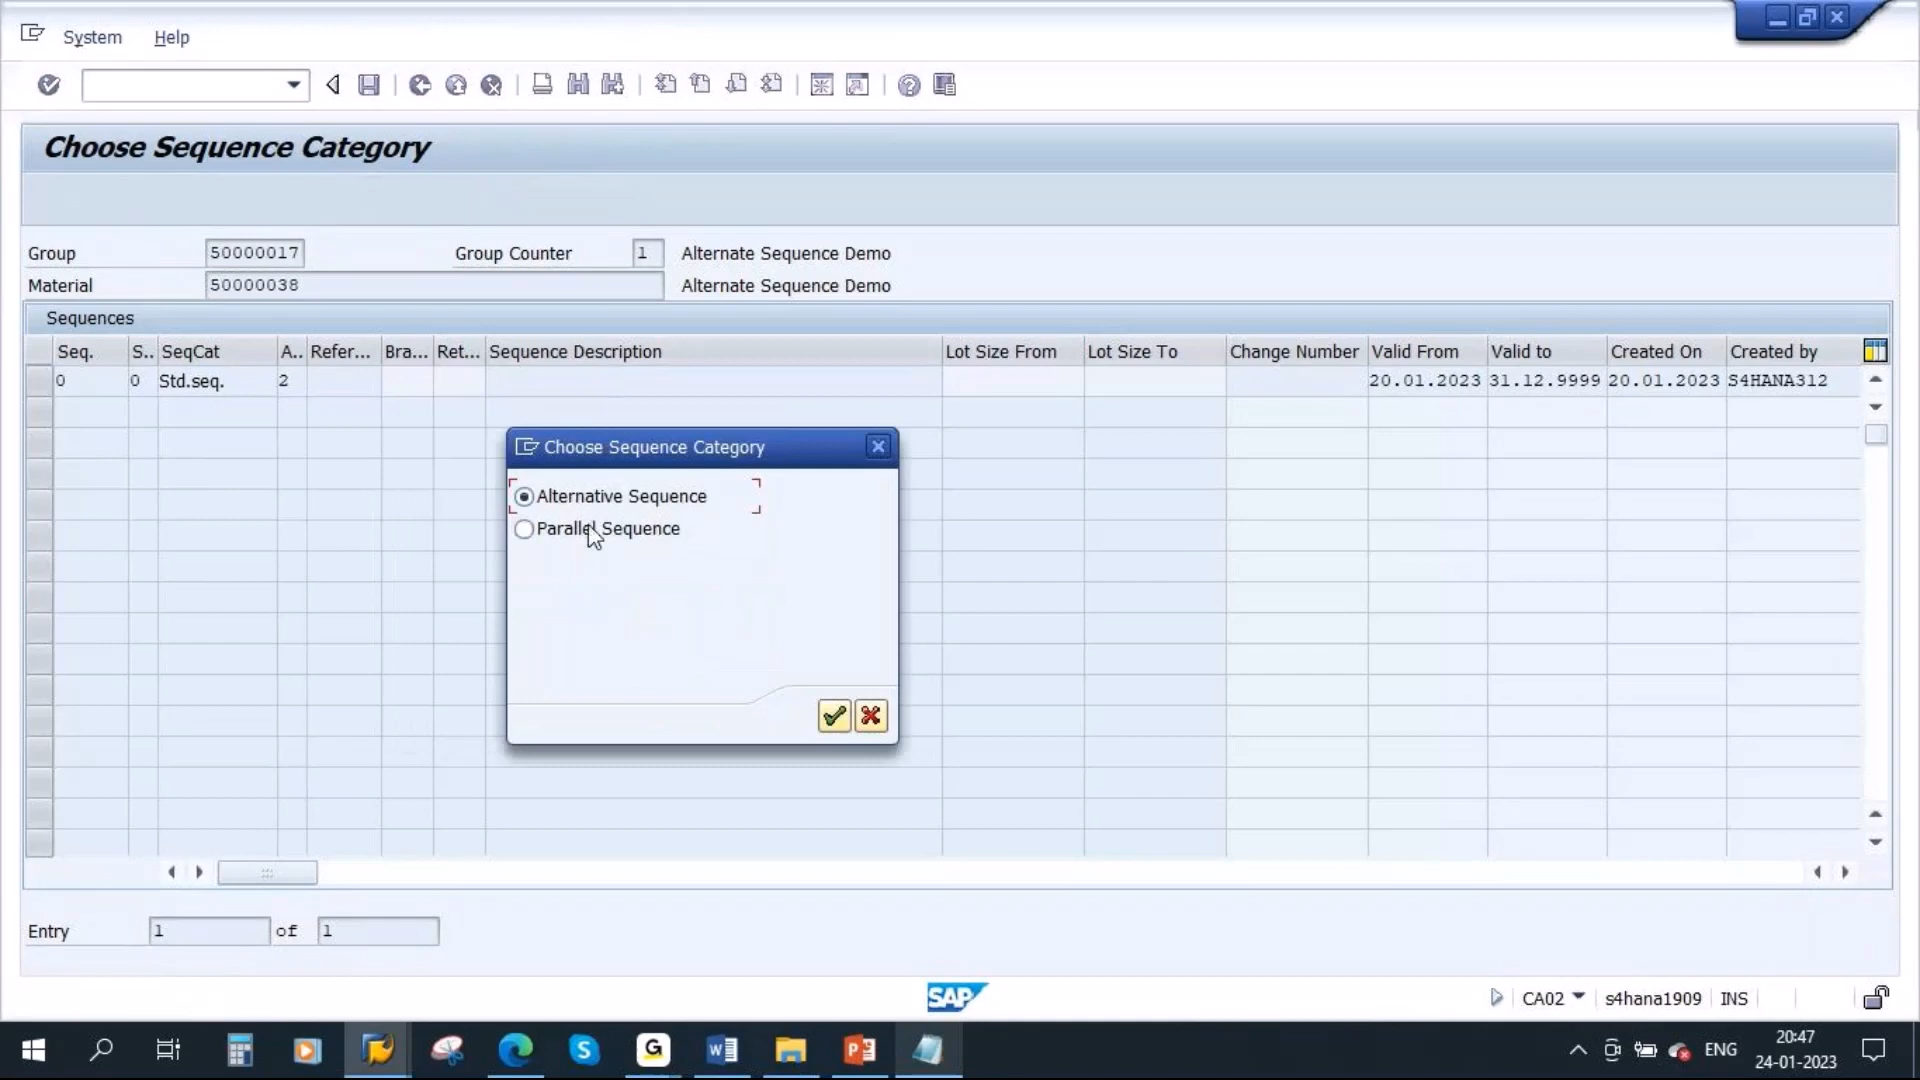 System Help
Choose Sequence Category
Group 50000017 Group Counter 1 Alternate Sequence Demo
Material 50000038 Alternate Sequence Demo
Sequences
Seq. S.. SeqCat A.. Refer... Bra... Ret... Sequence Description Lot Size From Lot Size To Change Number Valid From Valid to Created On Created by
0 0 Std.seq. 2 20.01.2023 31.12.9999 20.01.2023 S4HANA312
Choose Sequence Category
Alternative Sequence
Parallel Sequence
Entry 1 of 1
SAP CA02 s4hana1909 INS
ENG 20:47
24-01-2023